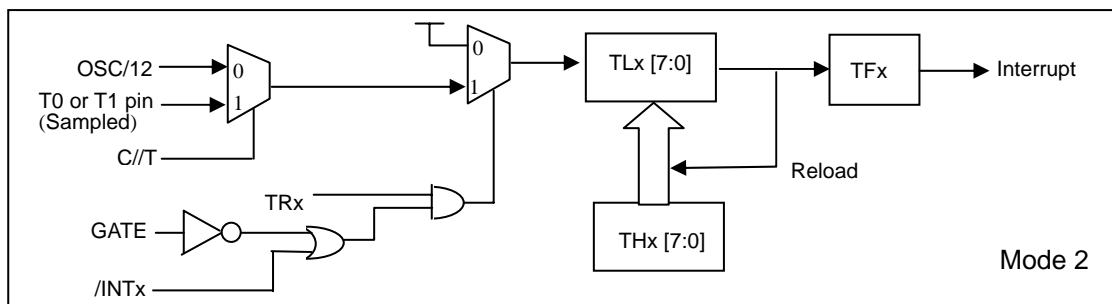 OSC/12
T0 or T1 pin
(Sampled)
C//T
0
1
0
1
TLx [7:0]
TFx
Interrupt
Reload
TRx
GATE
/INTx
THx [7:0]
Mode 2